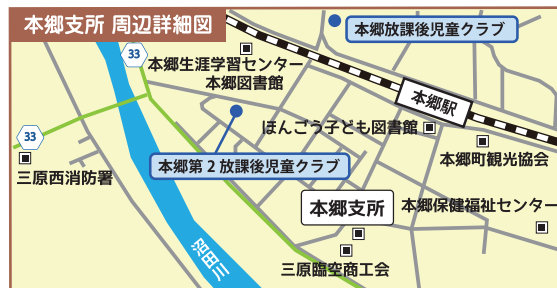 本郷支所 周辺詳細図
本郷放課後児童クラブ
33
本郷生涯学習センター
本郷図書館
本郷駅
ほんごう子ども図書館
33
本郷町観光協会
三原西消防署
本郷第2放課後児童クラブ
本郷支所
本郷保健福祉センター
沼田川
三原臨空商工会